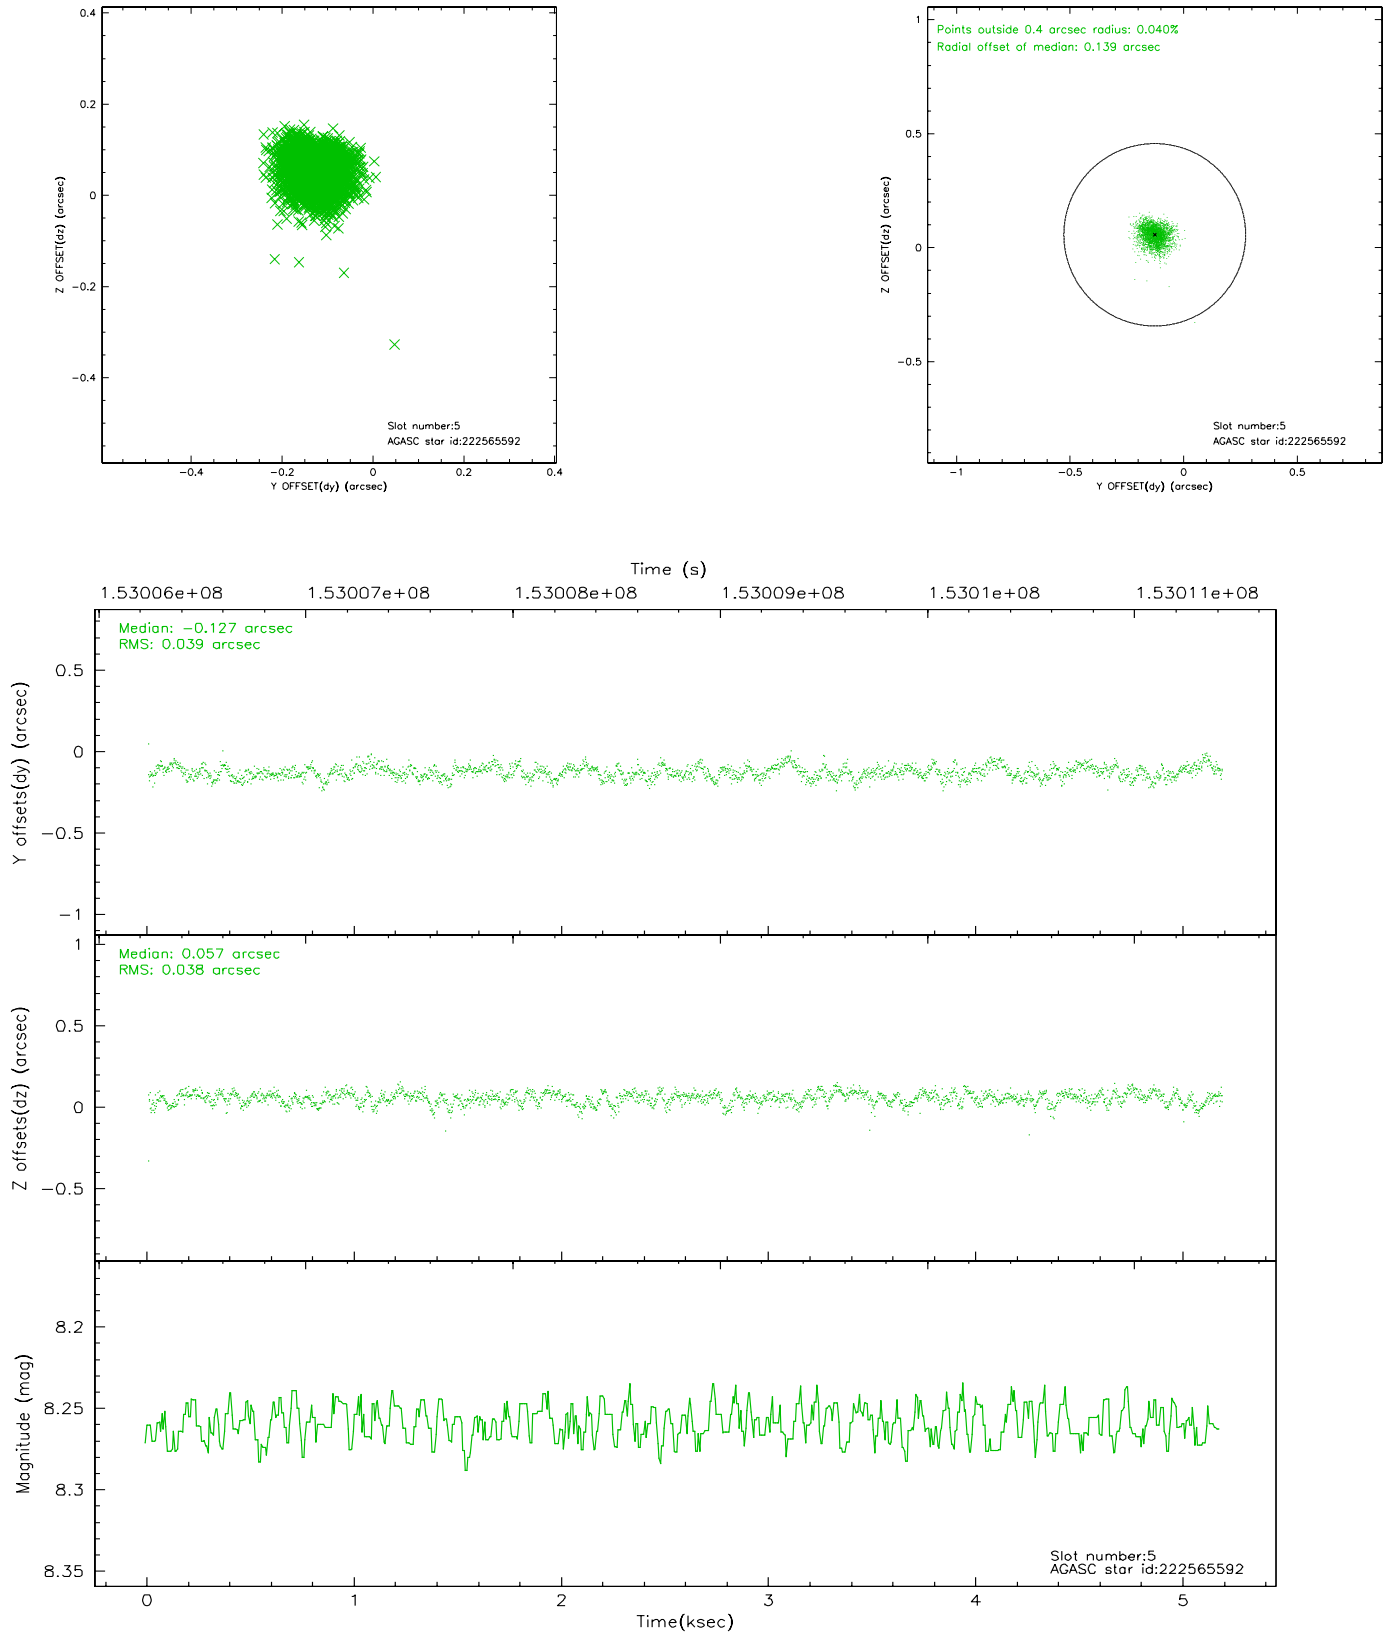 0.4
0.2
0
−0.2
−0.4
Z OFFSET(dz) (arcsec)
Slot number:5
AGASC star id:222565592
−0.4
−0.2
0
0.2
0.4
Y OFFSET(dy) (arcsec)
Points outside 0.4 arcsec radius: 0.040%
Radial offset of median: 0.139 arcsec
1
0.5
0
−0.5
Z OFFSET(dz) (arcsec)
Slot number:5
AGASC star id:222565592
−1
−0.5
0
0.5
Y OFFSET(dy) (arcsec)
Time (s)
1.53006e+08
1.53007e+08
1.53008e+08
1.53009e+08
1.5301e+08
1.53011e+08
Median: −0.127 arcsec
RMS: 0.039 arcsec
0.5
0
−0.5
−1
Y offsets(dy) (arcsec)
Median: 0.057 arcsec
RMS: 0.038 arcsec
1
0.5
0
−0.5
Z offsets(dz) (arcsec)
8.2
8.25
8.3
8.35
Magnitude (mag)
Slot number:5
AGASC star id:222565592
0
1
2
3
4
5
Time(ksec)